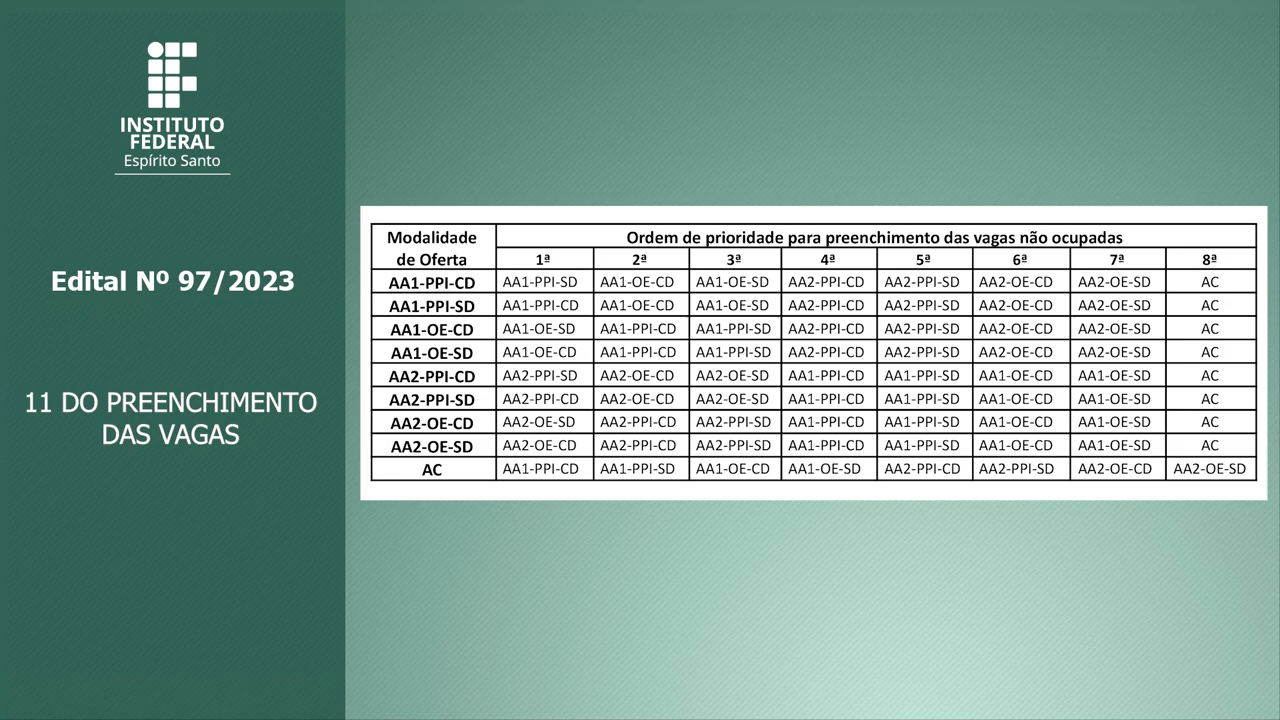 INSTITUTO
FEDERAL
Espírito Santo
Edital Nº 97/2023
11 DO PREENCHIMENTO
DAS VAGAS
Modalidade de Oferta Ordem de prioridade para preenchimento das vagas não ocupadas
1ª 2ª 3ª 4ª 5ª 6ª 7ª 8ª
AA1-PPI-CD AA1-PPI-SD AA1-OE-CD AA1-OE-SD AA2-PPI-CD AA2-PPI-SD AA2-OE-CD AA2-OE-SD AC
AA1-PPI-SD AA1-PPI-CD AA1-OE-CD AA1-OE-SD AA2-PPI-CD AA2-PPI-SD AA2-OE-CD AA2-OE-SD AC
AA1-OE-CD AA1-OE-SD AA1-PPI-CD AA1-PPI-SD AA2-PPI-CD AA2-PPI-SD AA2-OE-CD AA2-OE-SD AC
AA1-OE-SD AA1-OE-CD AA1-PPI-CD AA1-PPI-SD AA2-PPI-CD AA2-PPI-SD AA2-OE-CD AA2-OE-SD AC
AA2-PPI-CD AA2-PPI-SD AA2-OE-CD AA2-OE-SD AA1-PPI-CD AA1-PPI-SD AA1-OE-CD AA1-OE-SD AC
AA2-PPI-SD AA2-PPI-CD AA2-OE-CD AA2-OE-SD AA1-PPI-CD AA1-PPI-SD AA1-OE-CD AA1-OE-SD AC
AA2-OE-CD AA2-OE-SD AA2-PPI-CD AA2-PPI-SD AA1-PPI-CD AA1-PPI-SD AA1-OE-CD AA1-OE-SD AC
AA2-OE-SD AA2-OE-CD AA2-PPI-CD AA2-PPI-SD AA1-PPI-CD AA1-PPI-SD AA1-OE-CD AA1-OE-SD AC
AC AA1-PPI-CD AA1-PPI-SD AA1-OE-CD AA1-OE-SD AA2-PPI-CD AA2-PPI-SD AA2-OE-CD AA2-OE-SD